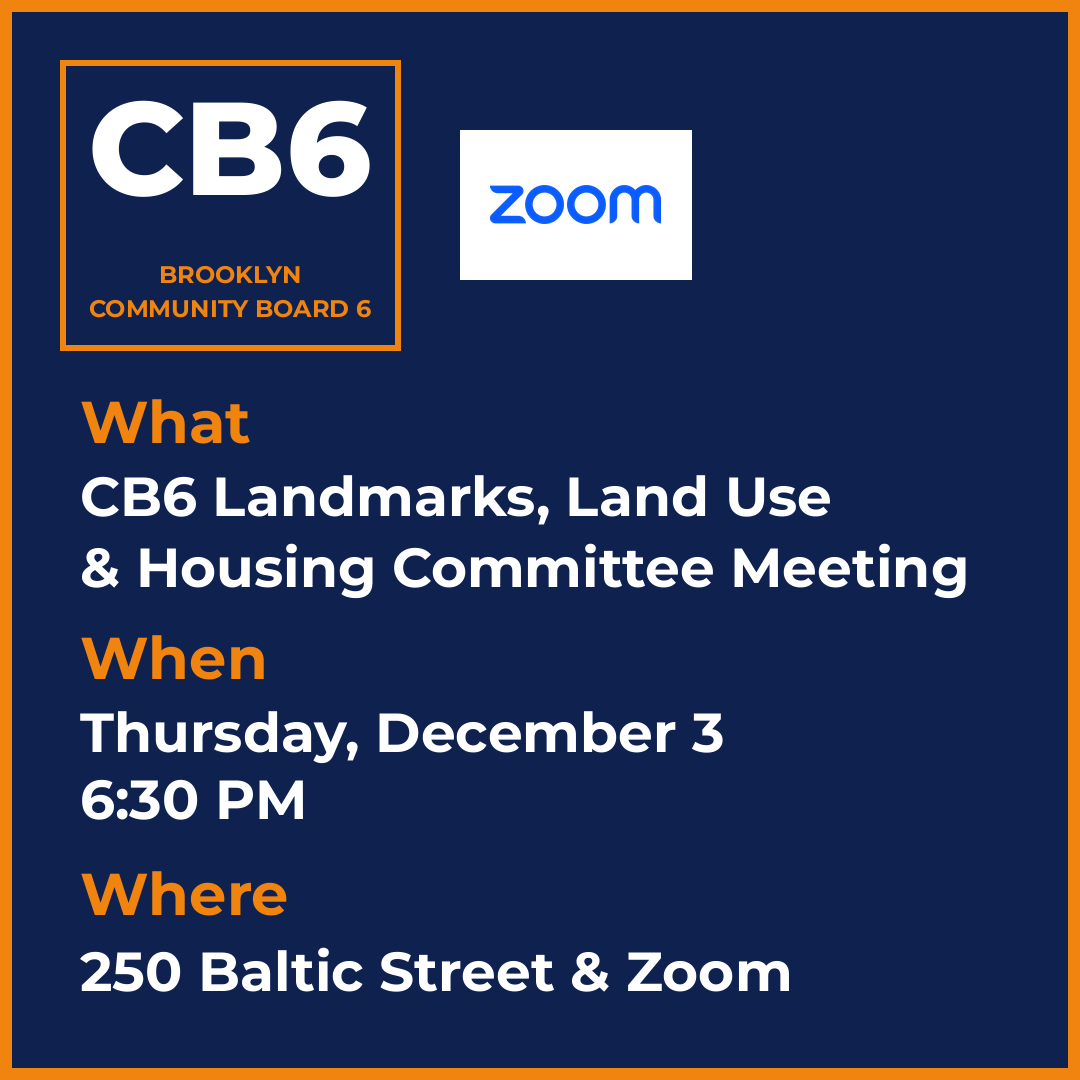 CB6
BROOKLYN
COMMUNITY BOARD 6
zoom
What
CB6 Landmarks, Land Use
& Housing Committee Meeting
When
Thursday, December 3
6:30 PM
Where
250 Baltic Street & Zoom